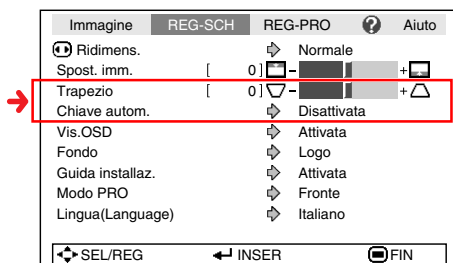 Immagine REG-SCH REG-PRO ? Aiuto
Ridimens. Normale
Spost. imm. [ 0] - +
Trapezio [ 0] - +
Chiave autom. Disattivata
Vis.OSD Attivata
Fondo Logo
Guida installaz. Attivata
Modo PRO Fronte
Lingua(Language) Italiano
SEL/REG INSER FIN